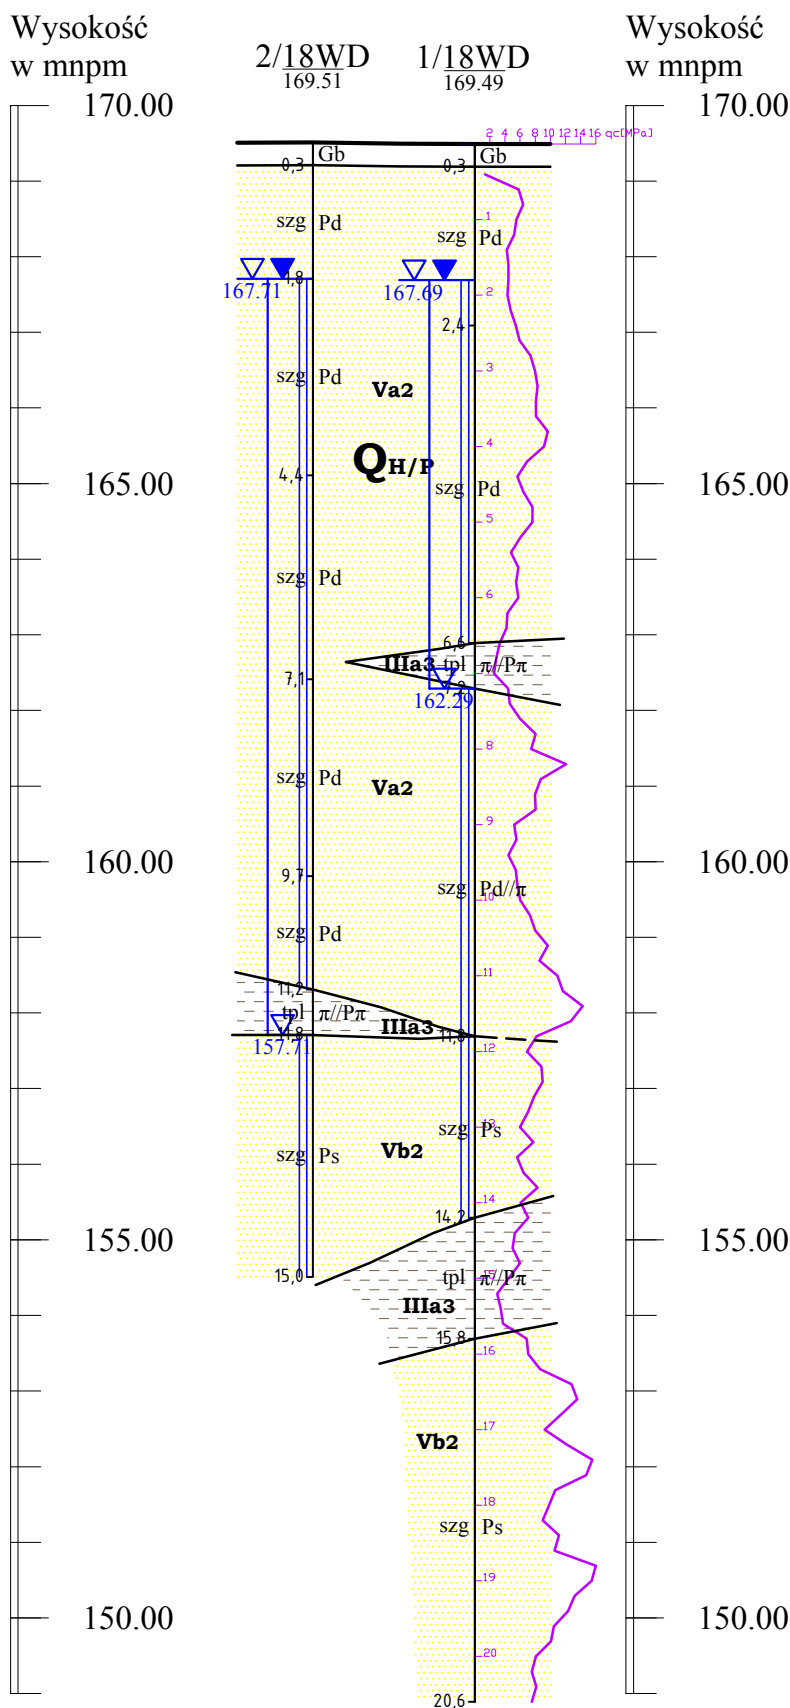 Wysokość
w mnpm
Wysokość
w mnpm
2/18WD
169.51
1/18WD
169.49
170.00
170.00
2 4 6 8 10 12 14 16 qc[MPa]
Gb
Gb
0,3
0,3
1
szg Pd
szg Pd
1,8
167.71
167.69
2
2,4
3
szg Pd
Va2
4
QH/P
4,4
165.00
szg Pd
165.00
5
szg Pd
6
6,6
IIIa3 tpl π//Pπ
7,1
162.29
8
szg Pd
Va2
9
160.00
160.00
9,7
szg Pd//π
10
szg Pd
11
11,2
tpl π//Pπ
IIIa3
11,8
11,8
157.71
12
13
szg Ps
Vb2
szg Ps
14
14,2
155.00
155.00
15,0
tpl π//Pπ
15
IIIa3
15,8
16
17
Vb2
18
szg Ps
19
150.00
150.00
20
20,6